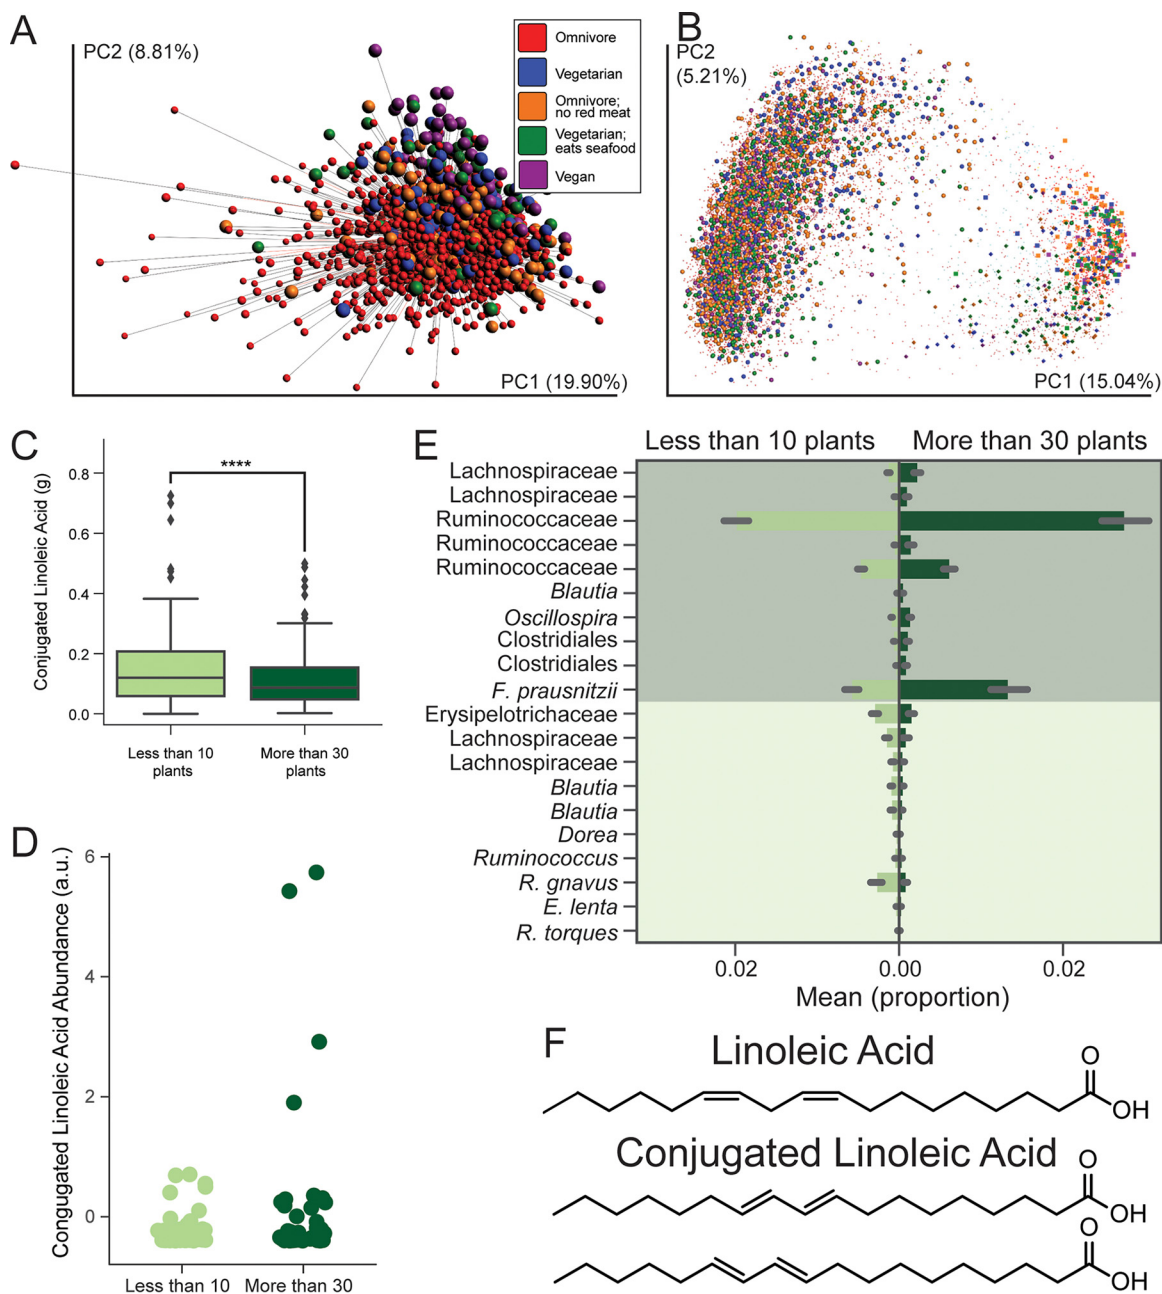 A
PC2 (8.81%)
Omnivore
Vegetarian
Omnivore;
no red meat
Vegetarian;
eats seafood
Vegan
PC1 (19.90%)
B
PC2
(5.21%)
PC1 (15.04%)
C
Conjugated Linoleic Acid (g)
0.8
0.6
0.4
0.2
0.0
****
Less than 10
plants
More than 30
plants
D
Congugated Linoleic Acid Abundance (a.u.)
6
4
2
0
Less than 10
More than 30
E
Less than 10 plants
More than 30 plants
Lachnospiraceae
Lachnospiraceae
Ruminococcaceae
Ruminococcaceae
Ruminococcaceae
Blautia
Oscillospira
Clostridiales
Clostridiales
F. prausnitzii
Erysipelotrichaceae
Lachnospiraceae
Lachnospiraceae
Blautia
Blautia
Dorea
Ruminococcus
R. gnavus
E. lenta
R. torques
0.02
0.00
0.02
Mean (proportion)
F
Linoleic Acid
O
OH
Conjugated Linoleic Acid
O
OH
O
OH